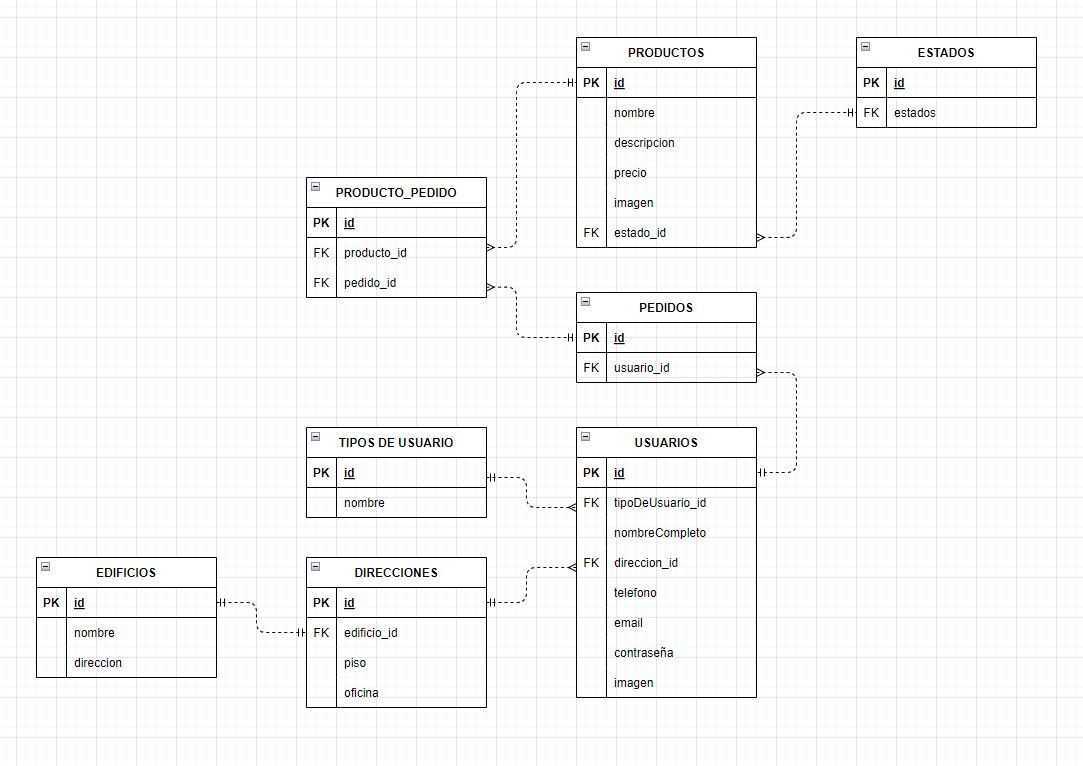 PRODUCTOS
PK id
nombre
descripcion
precio
imagen
FK estado_id
ESTADOS
PK id
FK estados
PRODUCTO_PEDIDO
PK id
FK producto_id
FK pedido_id
PEDIDOS
PK id
FK usuario_id
TIPOS DE USUARIO
PK id
nombre
USUARIOS
PK id
FK tipoDeUsuario_id
nombreCompleto
FK direccion_id
telefono
email
contraseña
imagen
EDIFICIOS
PK id
nombre
direccion
DIRECCIONES
PK id
FK edificio_id
piso
oficina